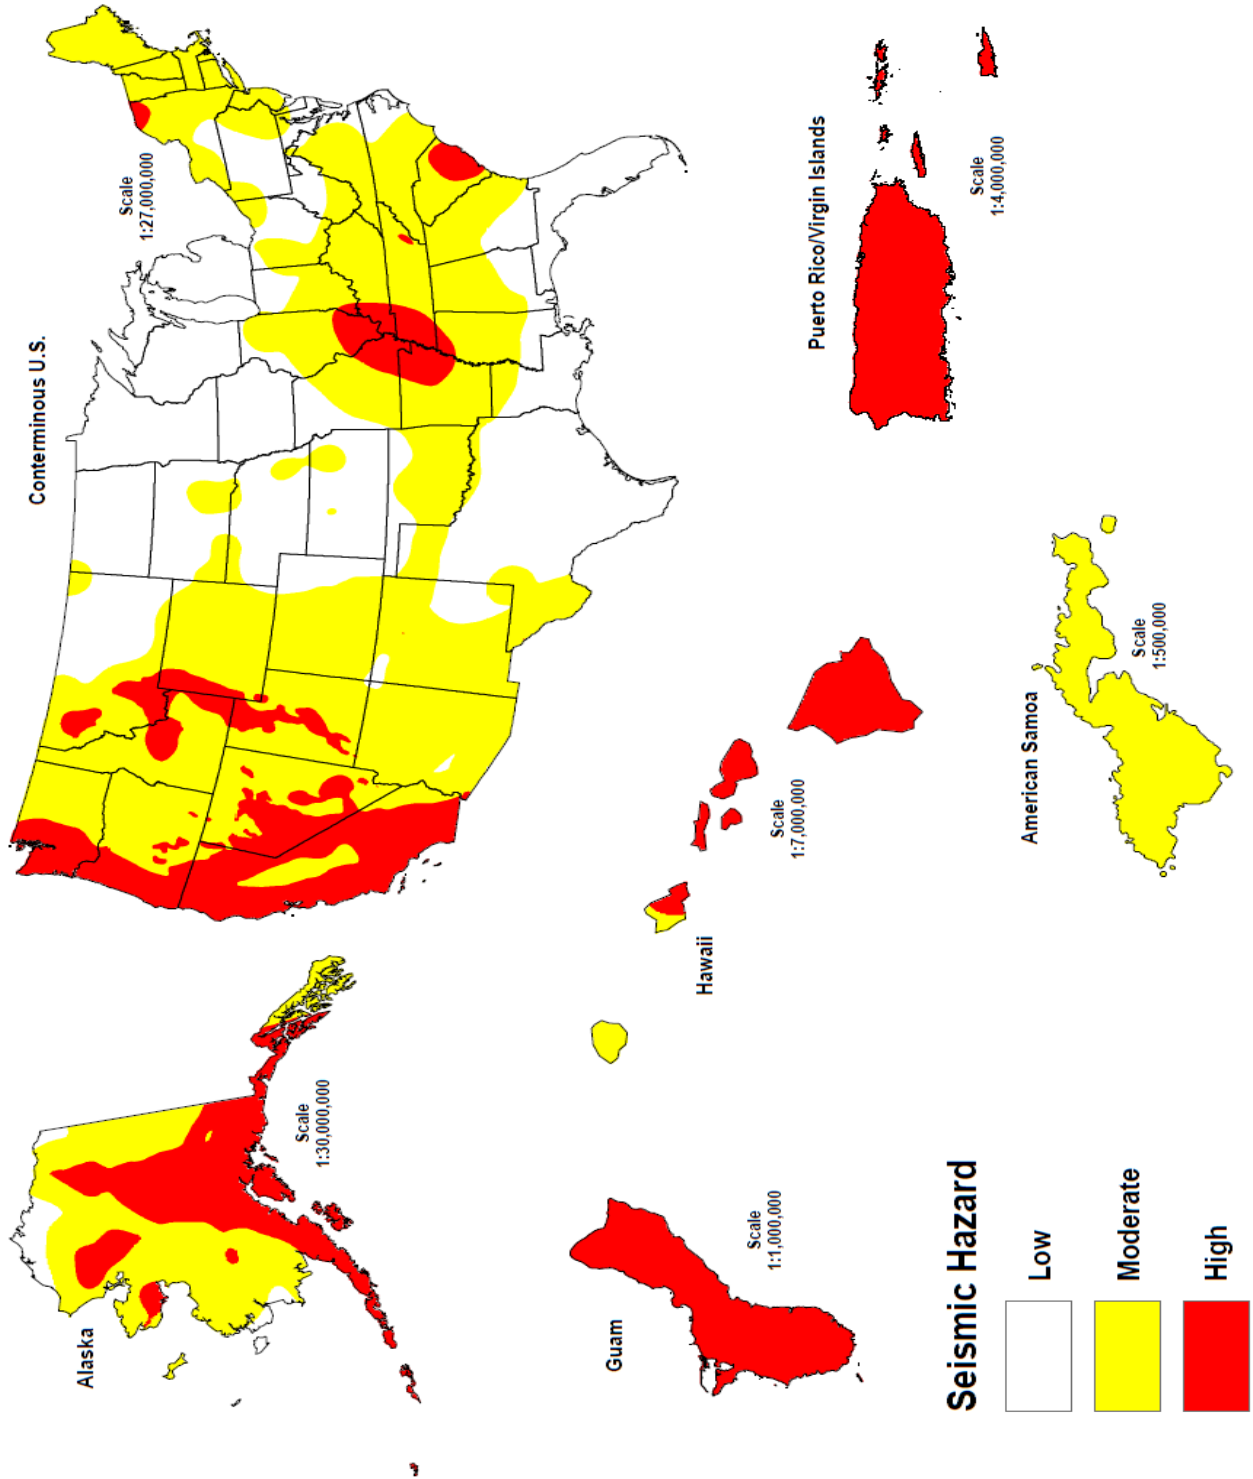 Conterminous U.S.
Scale
1:27,000,000
Alaska
Scale
1:30,000,000
Hawaii
Scale
1:7,000,000
Puerto Rico/Virgin Islands
Scale
1:4,000,000
Guam
Scale
1:1,000,000
American Samoa
Scale
1:500,000
Seismic Hazard
Low
Moderate
High